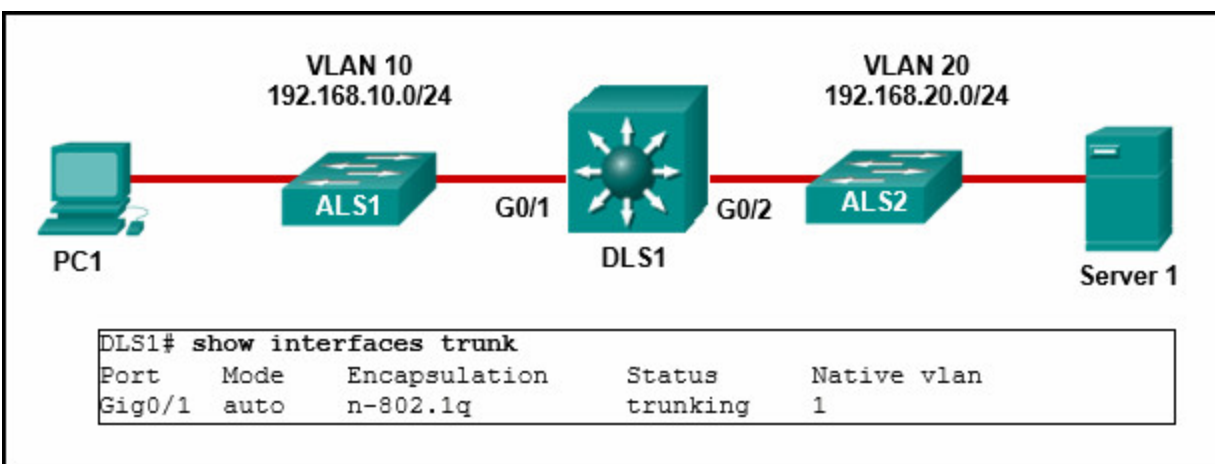 VLAN 10
192.168.10.0/24
VLAN 20
192.168.20.0/24
PC1
ALS1
G0/1
DLS1
G0/2
ALS2
Server 1
DLS1# show interfaces trunk
Port Mode Encapsulation Status Native vlan
Gig0/1 auto n-802.1q trunking 1